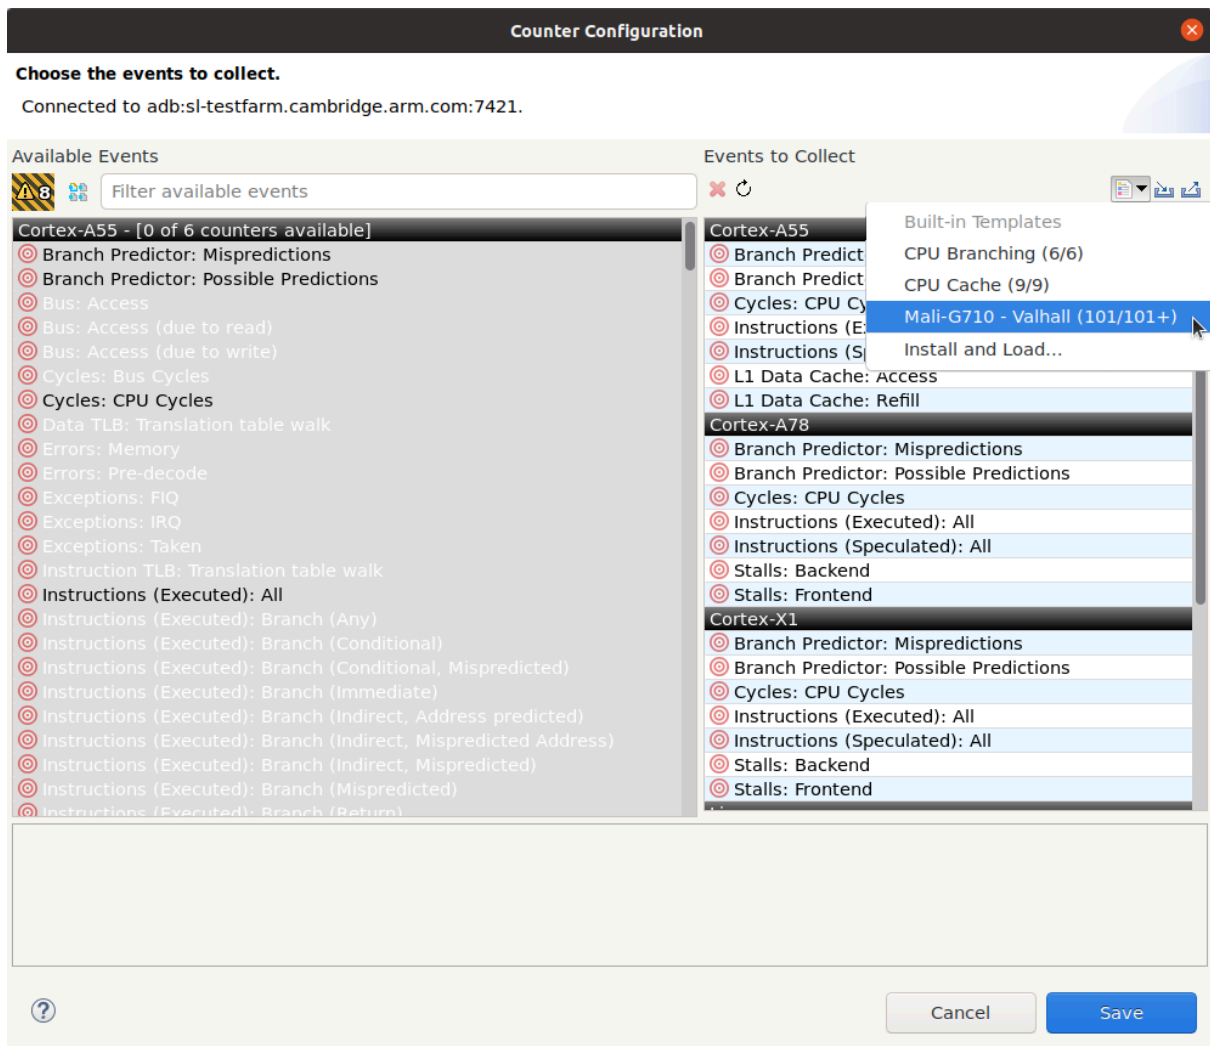 Counter Configuration
Choose the events to collect.
Connected to adb:sl-testfarm.cambridge.arm.com:7421.
Available Events
8
Filter available events
Cortex-A55 - [0 of 6 counters available]
Branch Predictor: Mispredictions
Branch Predictor: Possible Predictions
Bus: Access
Bus: Access (due to read)
Bus: Access (due to write)
Cycles: Bus Cycles
Cycles: CPU Cycles
Data TLB: Translation table walk
Errors: Memory
Errors: Pre-decode
Exceptions: FIQ
Exceptions: IRQ
Exceptions: Taken
Instruction TLB: Translation table walk
Instructions (Executed): All
Instructions (Executed): Branch (Any)
Instructions (Executed): Branch (Conditional)
Instructions (Executed): Branch (Conditional, Mispredicted)
Instructions (Executed): Branch (Immediate)
Instructions (Executed): Branch (Indirect, Address predicted)
Instructions (Executed): Branch (Indirect, Mispredicted Address)
Instructions (Executed): Branch (Indirect, Mispredicted)
Instructions (Executed): Branch (Mispredicted)
Instructions (Executed): Branch (Return)
Events to Collect
Cortex-A55
Branch Predict
Branch Predict
Cycles: CPU Cy
Instructions (E
Instructions (S
L1 Data Cache: Access
L1 Data Cache: Refill
Cortex-A78
Branch Predictor: Mispredictions
Branch Predictor: Possible Predictions
Cycles: CPU Cycles
Instructions (Executed): All
Instructions (Speculated): All
Stalls: Backend
Stalls: Frontend
Cortex-X1
Branch Predictor: Mispredictions
Branch Predictor: Possible Predictions
Cycles: CPU Cycles
Instructions (Executed): All
Instructions (Speculated): All
Stalls: Backend
Stalls: Frontend
Built-in Templates
CPU Branching (6/6)
CPU Cache (9/9)
Mali-G710 - Valhall (101/101+)
Install and Load...
?
Cancel
Save